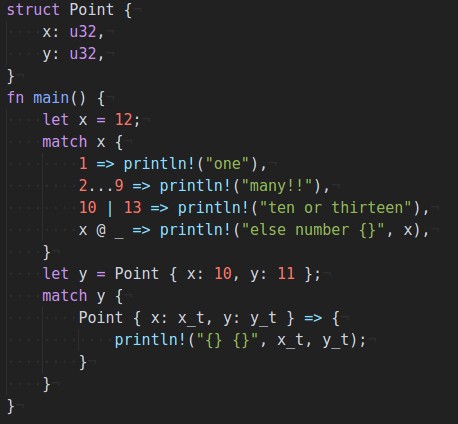 struct Point {
    x: u32,
    y: u32,
}
fn main() {
    let x = 12;
    match x {
        1 => println!("one"),
        2...9 => println!("many!!"),
        10 | 13 => println!("ten or thirteen"),
        x @ _ => println!("else number {}", x),
    }
    let y = Point { x: 10, y: 11 };
    match y {
        Point { x: x_t, y: y_t } => {
            println!("{} {}", x_t, y_t);
        }
    }
}